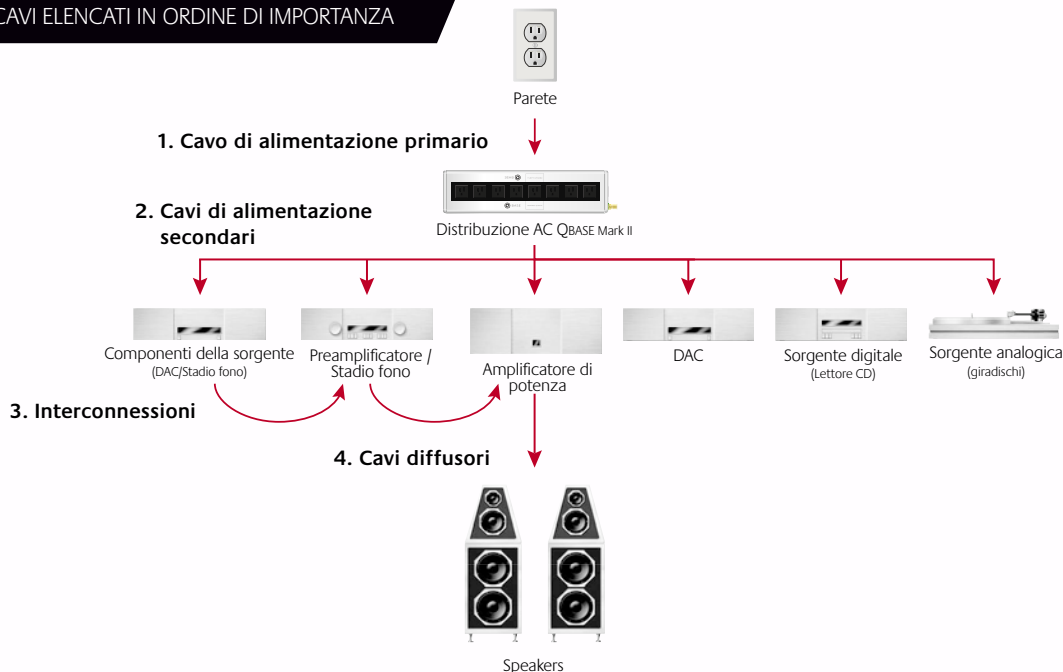 CAVI ELENCATI IN ORDINE DI IMPORTANZA
Parete
1. Cavo di alimentazione primario
2. Cavi di alimentazione
secondari
Distribuzione AC QBASE Mark II
Componenti della sorgente
(DAC/Stadio fono)
Preamplificatore /
Stadio fono
Amplificatore di
potenza
DAC
Sorgente digitale
(Lettore CD)
Sorgente analogica
(giradischi)
3. Interconnessioni
4. Cavi diffusori
Speakers